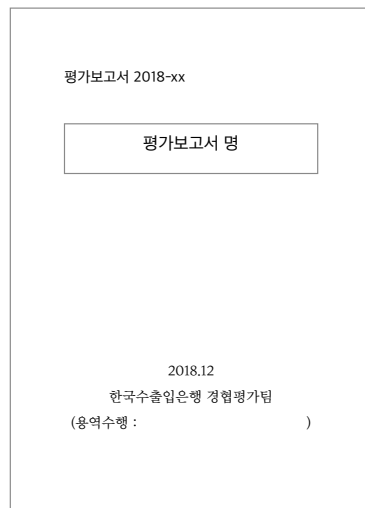 평가보고서 2018-xx
평가보고서 명
2018.12
한국수출입은행 경협평가팀
(용역수행 : )